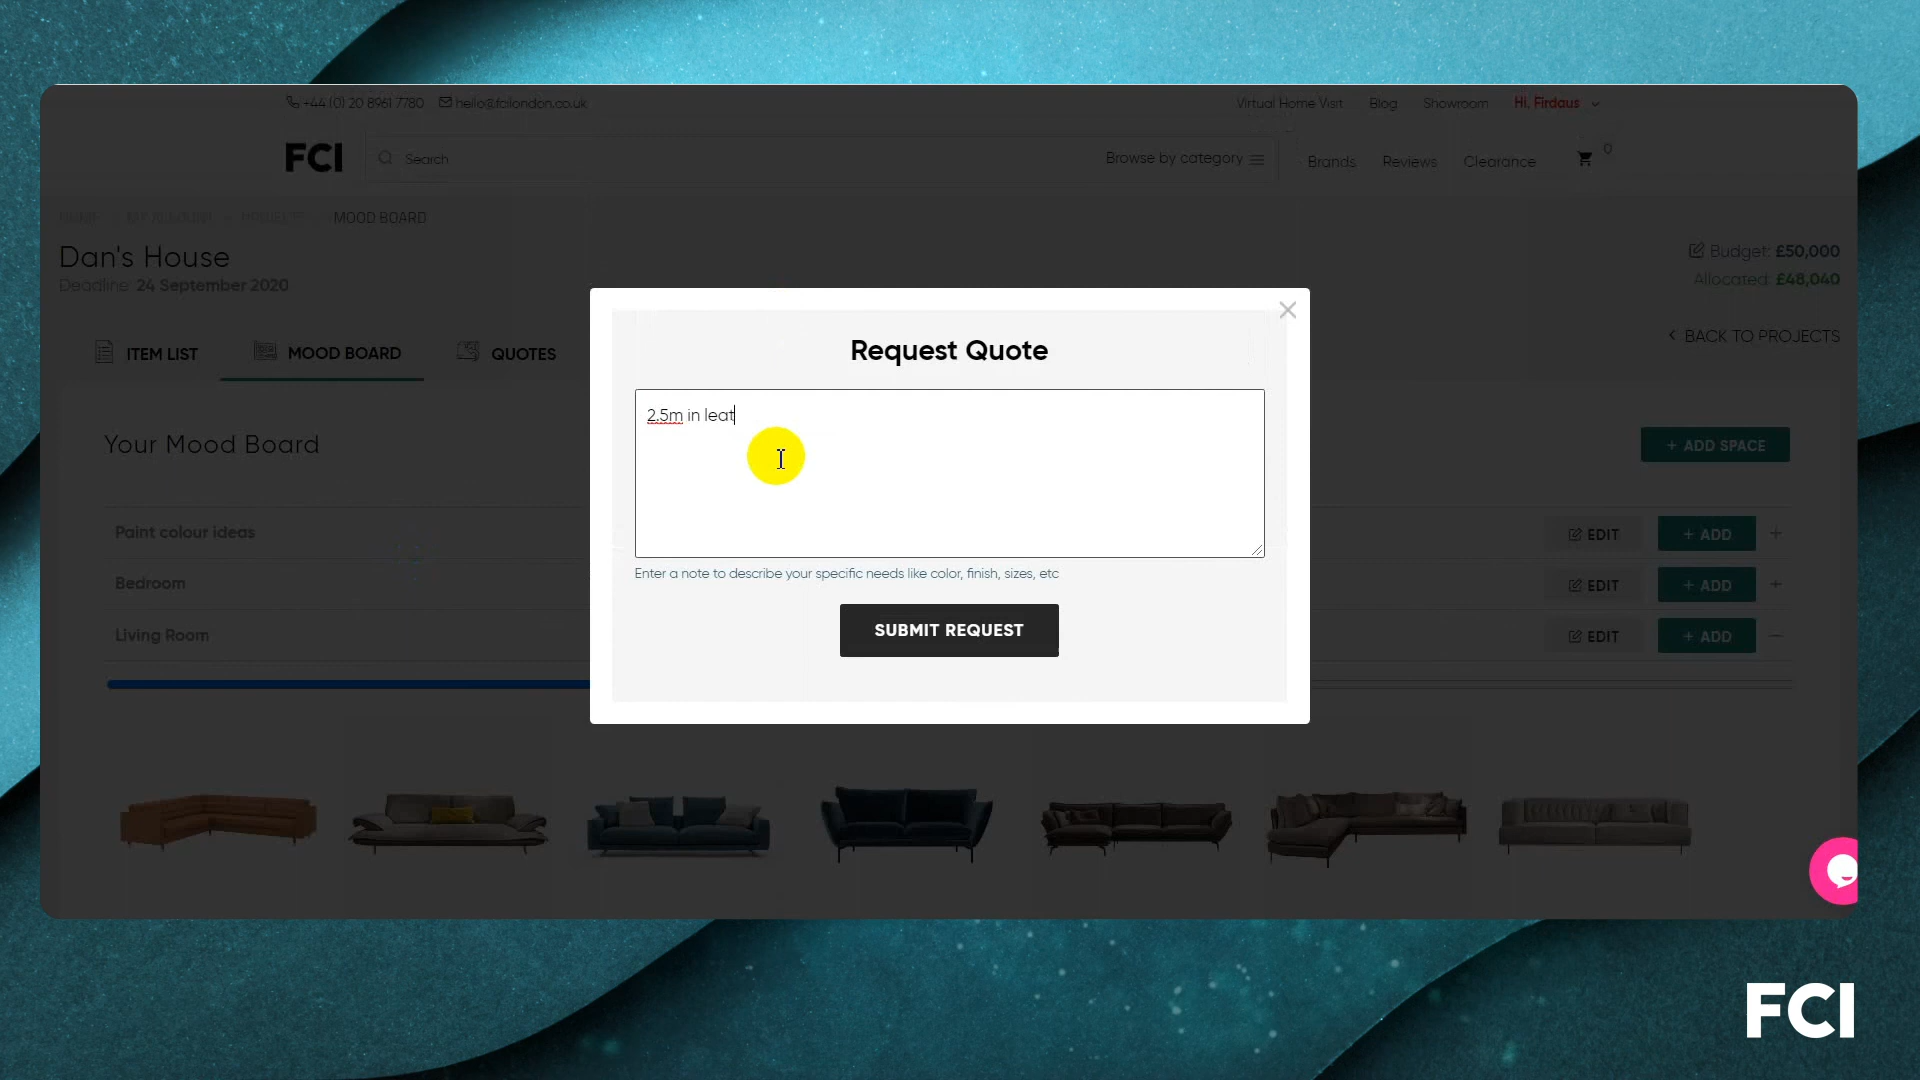 +44 (0) 20 8961 7780 hello@fcilondon.co.uk
Virtual Home Visit Blog Showroom Hi, Firdaus
FCI Search Browse by category Brands Reviews Clearance 0
MOOD BOARD
Dan's House
Deadline: 24 September 2020
Budget: £50,000
Allocated: £48,040
BACK TO PROJECTS
ITEM LIST MOOD BOARD QUOTES
Your Mood Board
+ ADD SPACE
Paint colour ideas EDIT + ADD +
Bedroom EDIT + ADD +
Living Room EDIT + ADD −
Request Quote
2.5m in leat
Enter a note to describe your specific needs like color, finish, sizes, etc
SUBMIT REQUEST
FCI